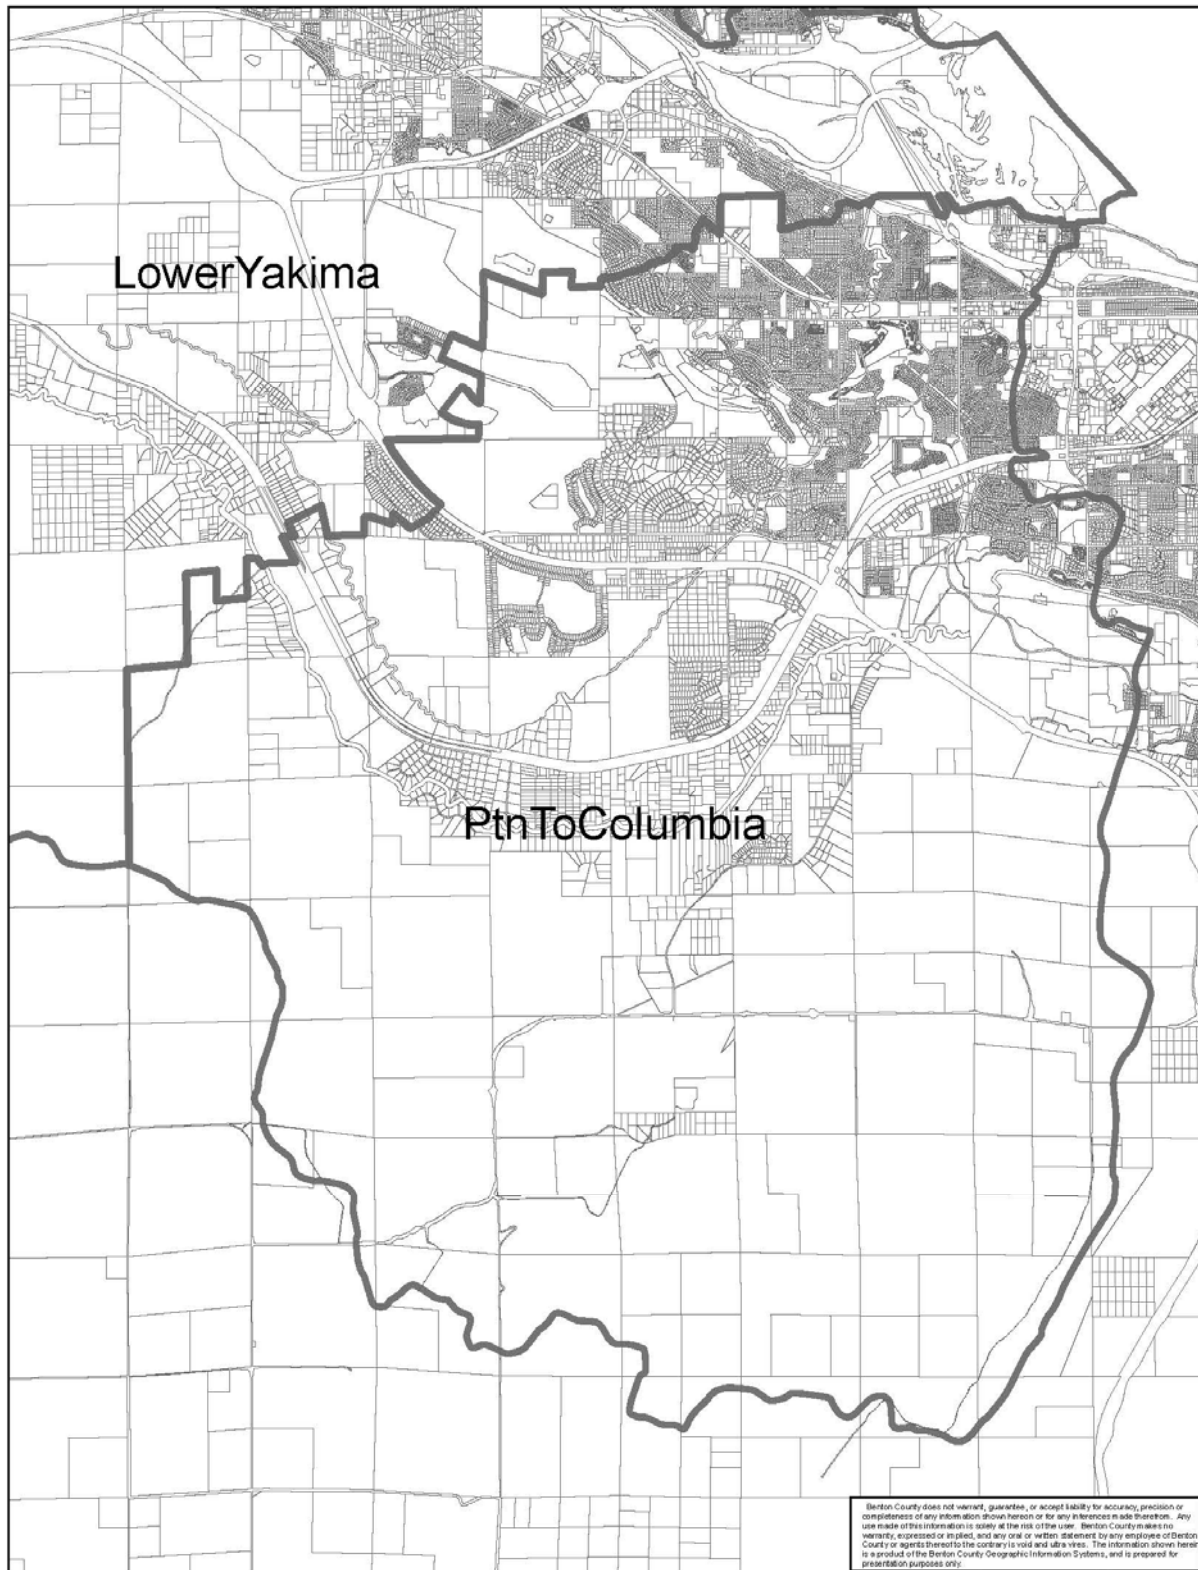 LowerYakima
PtnToColumbia
Benton County does not warrant, guarantee, or accept liability for accuracy, precision or
completeness of any information shown hereon or for any inferences made therefrom. Any
use made of this information is solely at the risk of the user. Benton County makes no
warranty, expressed or implied, and any oral or written statement by any employee of Benton
County or agents thereof to the contrary is void and ultra vires. The information shown herein
is a product of the Benton County Geographic Information Systems, and is prepared for
presentation purposes only.